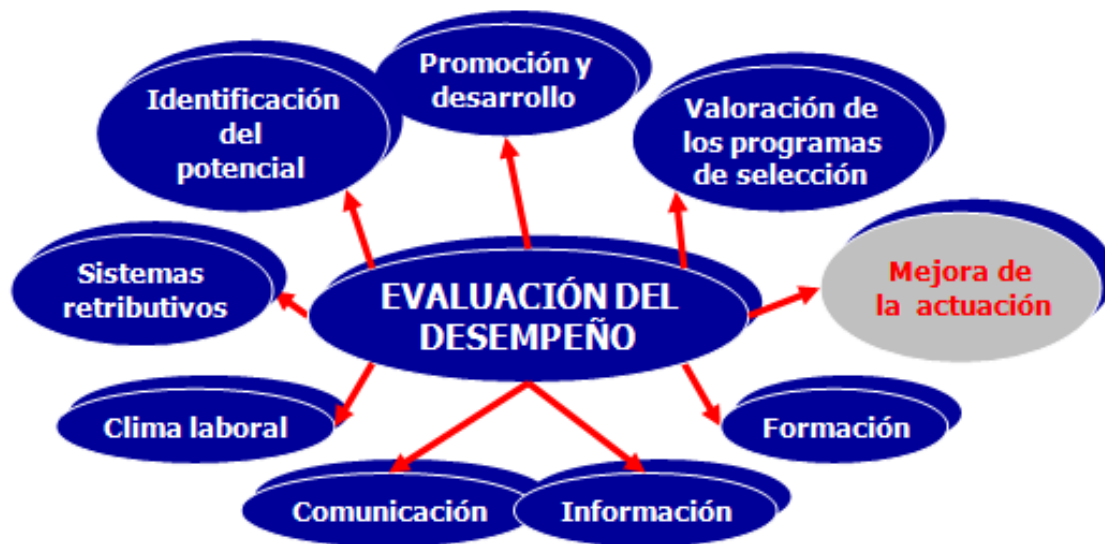 Promoción y
desarrollo
Identificación
del
potencial
Valoración de
los programas
de selección
Sistemas
retributivos
EVALUACIÓN DEL
DESEMPEÑO
Mejora de
la actuación
Clima laboral
Formación
Comunicación
Información